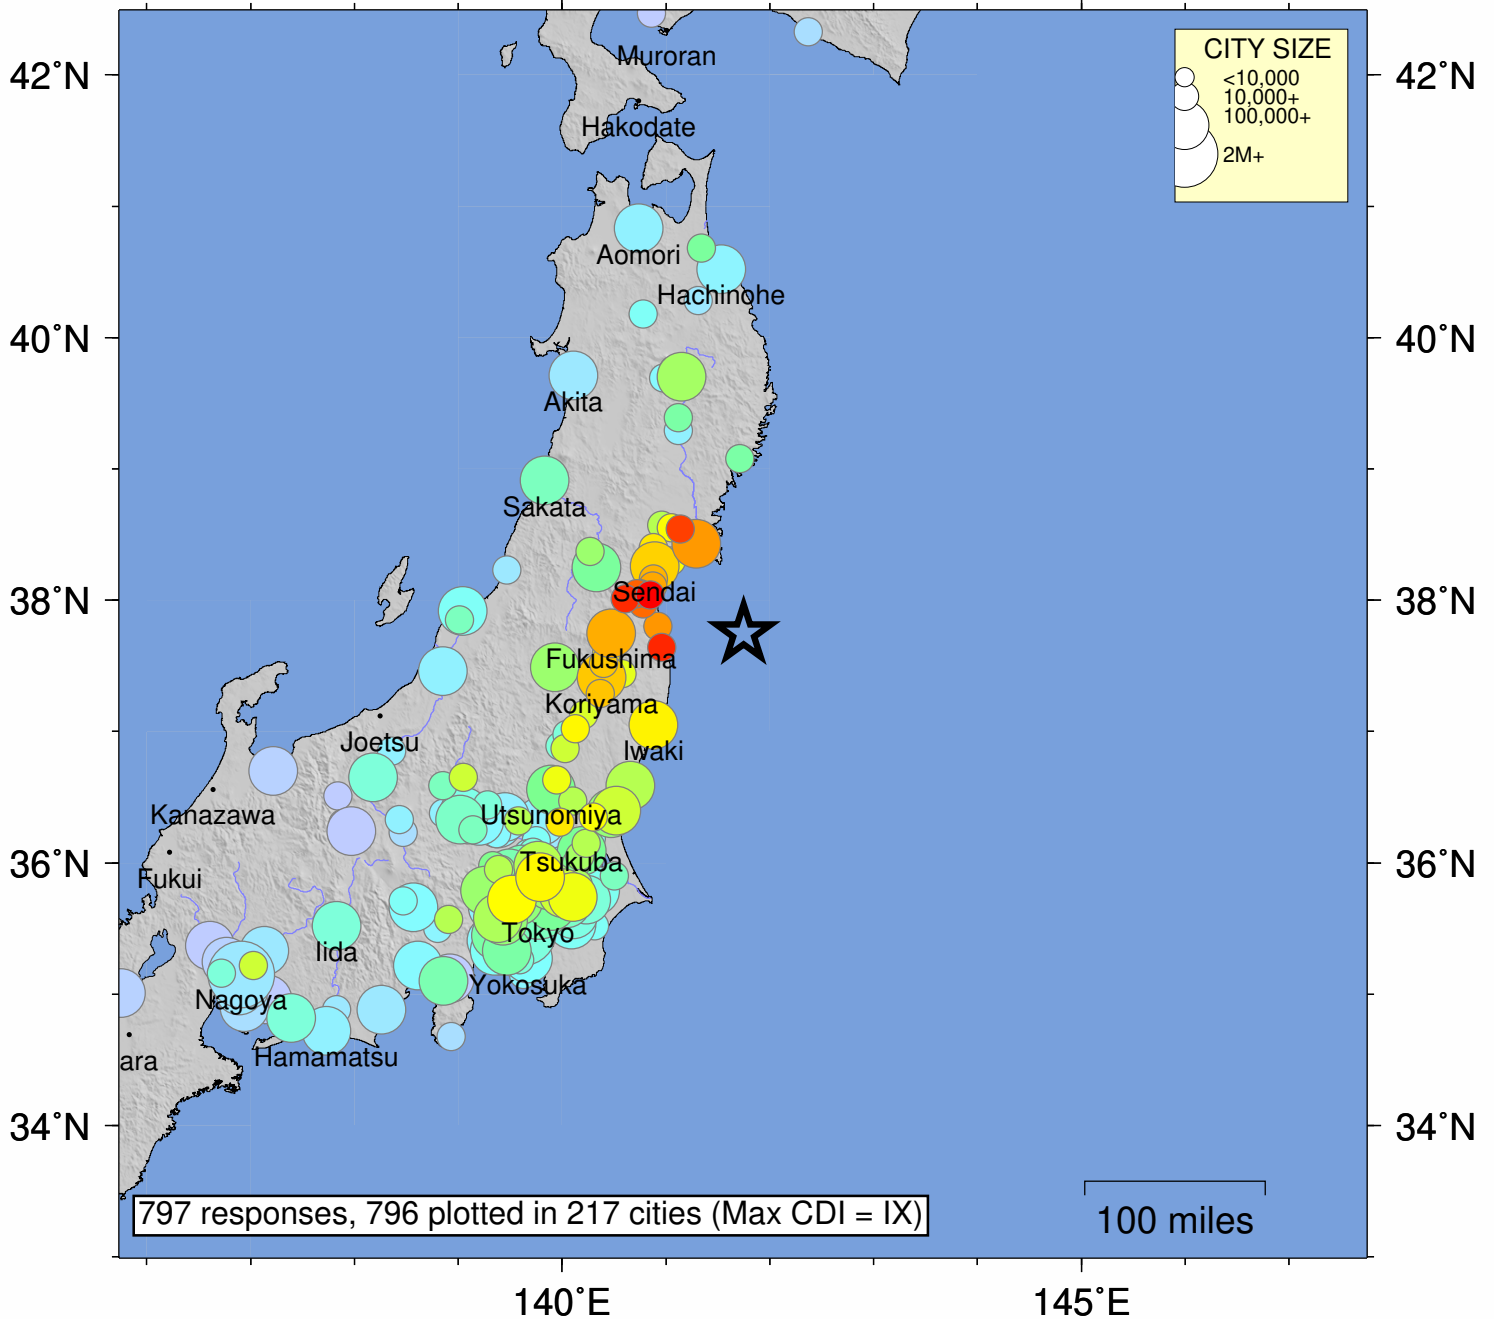 CITY SIZE
<10,000
10,000+
100,000+
2M+
42˚N
42˚N
40˚N
40˚N
38˚N
38˚N
36˚N
36˚N
34˚N
34˚N
Muroran
Hakodate
Aomori
Hachinohe
Akita
Sakata
Sendai
Fukushima
Koriyama
Joetsu
Iwaki
Kanazawa
Utsunomiya
Tsukuba
Fukui
Tokyo
Iida
Yokosuka
Nagoya
Hamamatsu
ara
797 responses, 796 plotted in 217 cities (Max CDI = IX)
100 miles
140˚E
145˚E